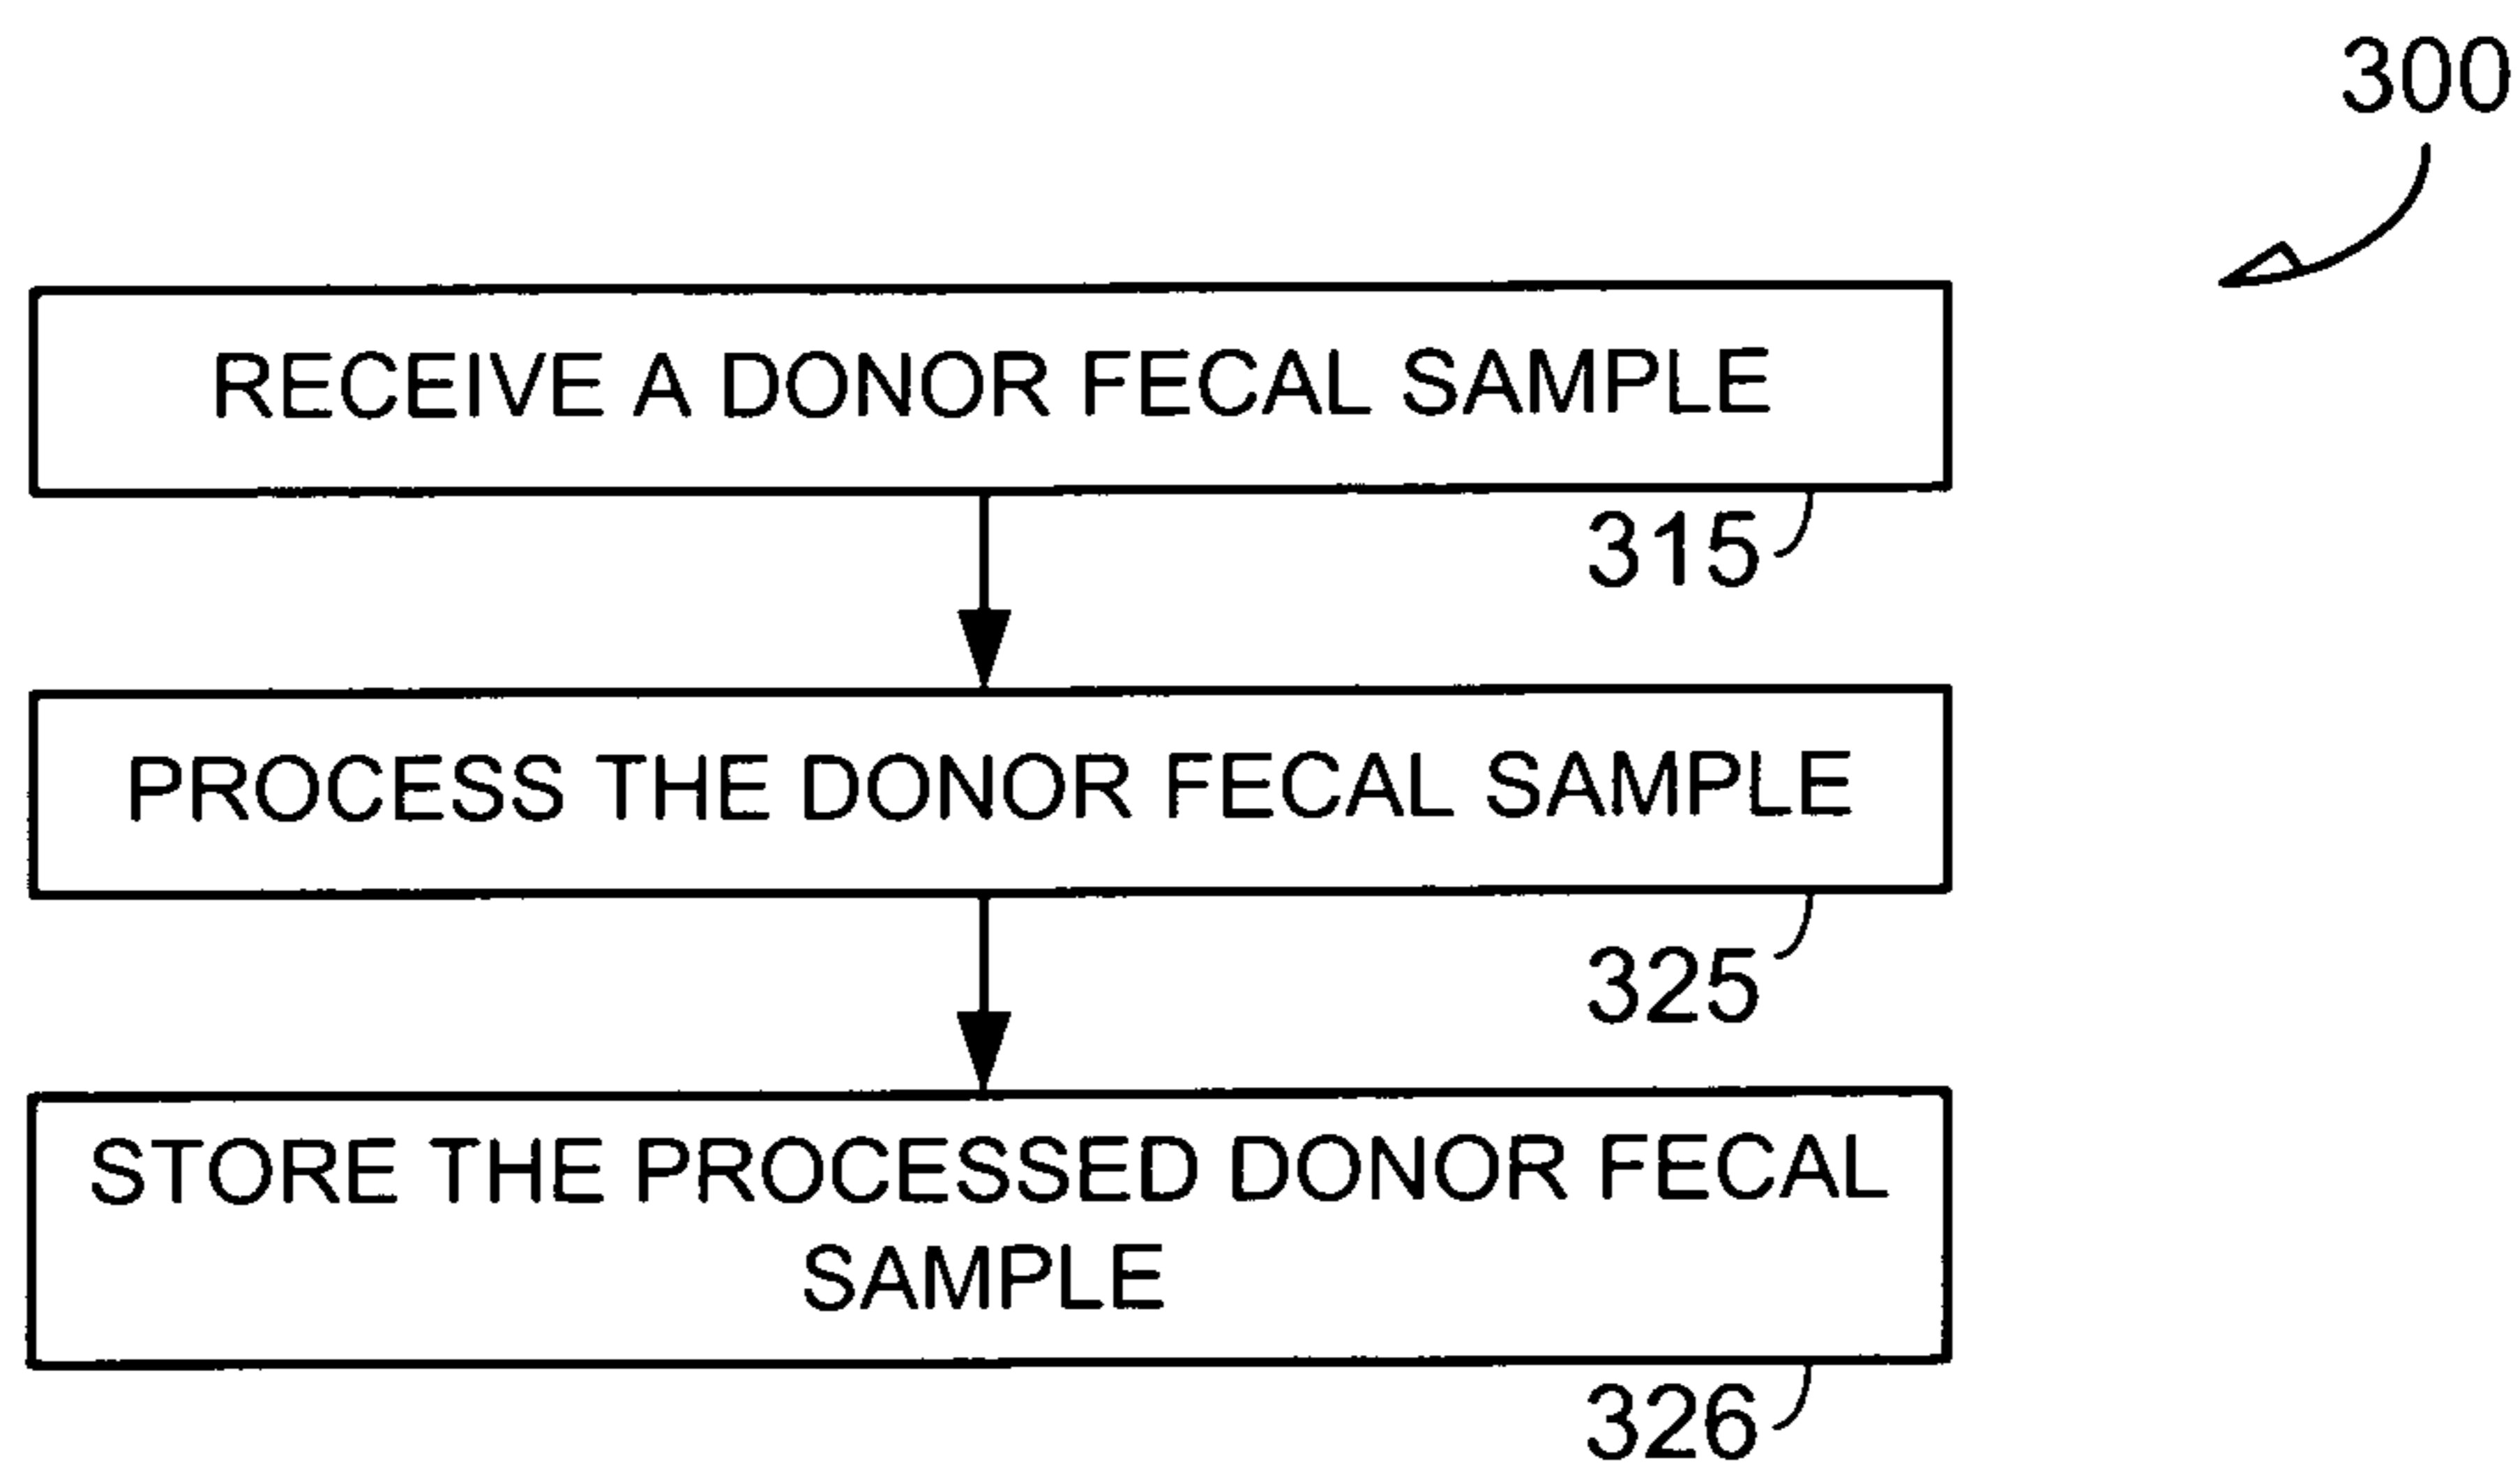 300
RECEIVE A DONOR FECAL SAMPLE
315
PROCESS THE DONOR FECAL SAMPLE
325
STORE THE PROCESSED DONOR FECAL
SAMPLE
326